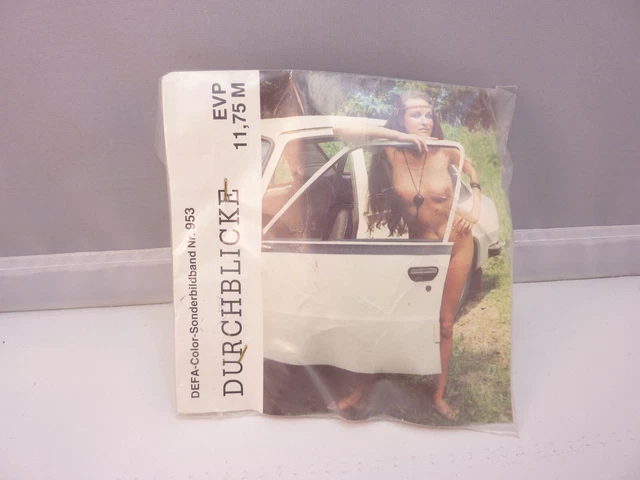 DEFA-Color-Sonderbildband Nr. 953
DURCHBLICKE
EVP
11,75 M